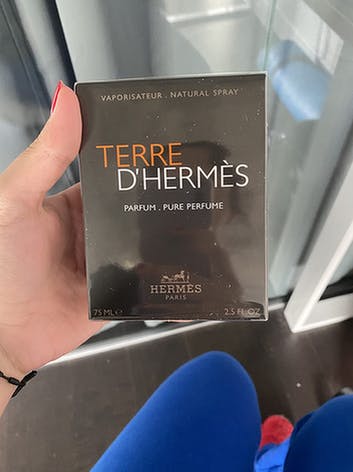 VAPORISATEUR . NATURAL SPRAY
TERRE
D'HERMÈS
PARFUM . PURE PERFUME
HERMÈS
PARIS
75 ML ℮ 2.5 FL.OZ